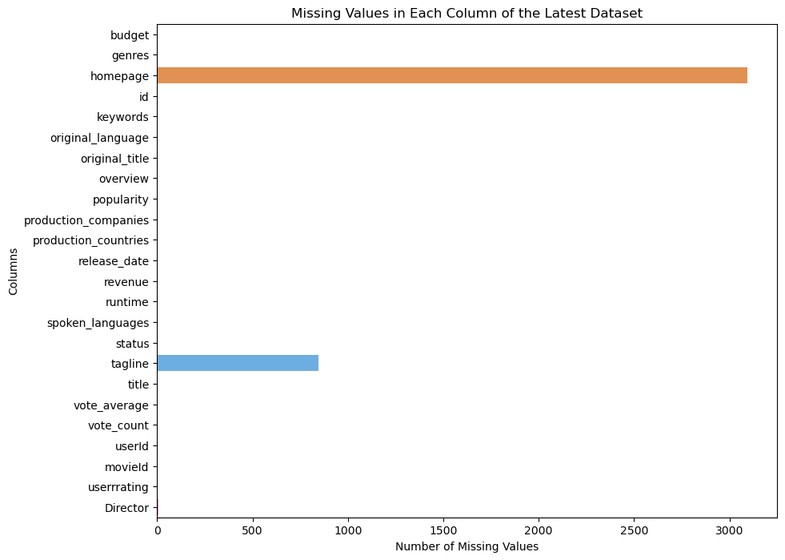 Missing Values in Each Column of the Latest Dataset
budget
genres
homepage
id
keywords
original_language
original_title
overview
popularity
production_companies
production_countries
release_date
revenue
runtime
spoken_languages
status
tagline
title
vote_average
vote_count
userId
movieId
userrrating
Director
Columns
0 500 1000 1500 2000 2500 3000
Number of Missing Values